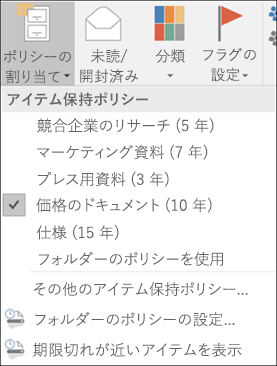 ポリシーの
割り当て
未読/
開封済み
分類
フラグの
設定
アイテム保持ポリシー
競合企業のリサーチ (5 年)
マーケティング資料 (7 年)
プレス用資料 (3 年)
価格のドキュメント (10 年)
仕様 (15 年)
フォルダーのポリシーを使用
その他のアイテム保持ポリシー...
フォルダーのポリシーの設定...
期限切れが近いアイテムを表示